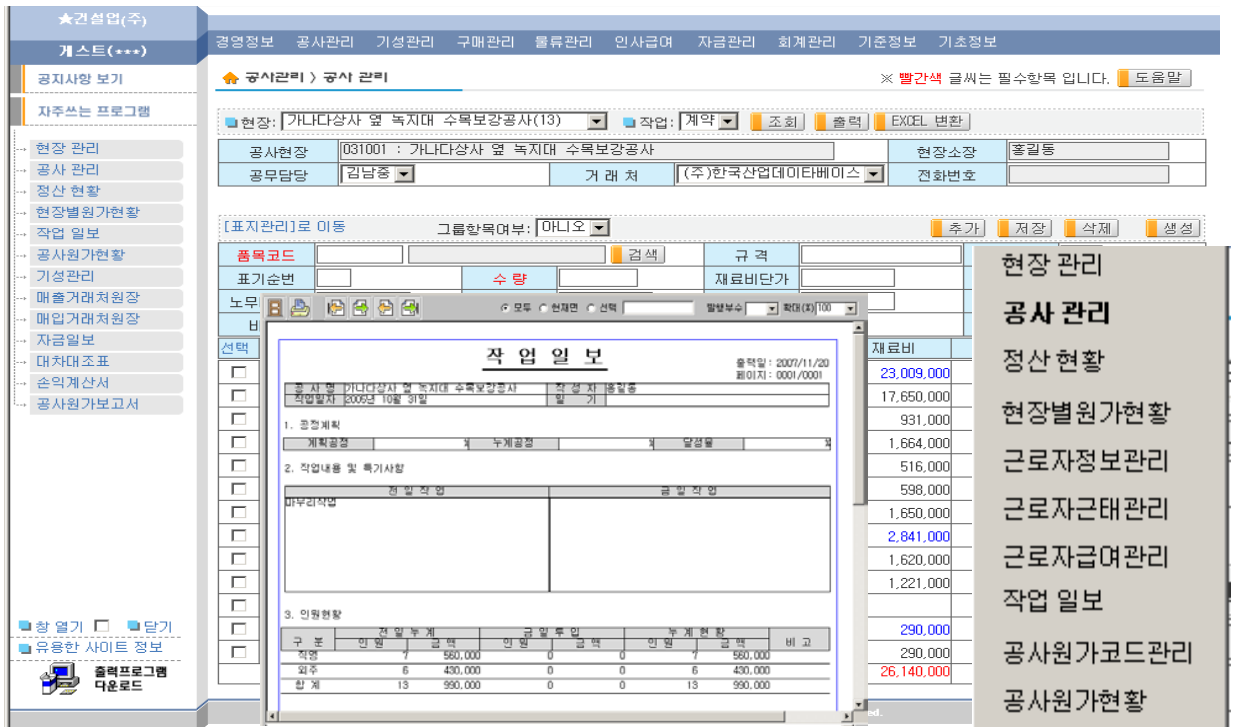 ★건설업(주)
게스트(***)
공지사항 보기
자주쓰는 프로그램
현장 관리
공사 관리
정산 현황
현장별원가현황
작업 일보
공사원가현황
기성관리
매출거래처원장
매입거래처원장
자금일보
대차대조표
손익계산서
공사원가보고서
창 열기 닫기
유용한 사이트 정보
출력프로그램
다운로드
경영정보 공사관리 기성관리 구매관리 물류관리 인사급여 자금관리 회계관리 기준정보 기초정보
공사관리 > 공사 관리 ※ 빨간색 글씨는 필수항목 입니다. 도움말
현장: 가나다상사 옆 녹지대 수목보강공사(13) 작업: 계약 조회 출력 EXCEL 변환
공사현장 031001 : 가나다상사 옆 녹지대 수목보강공사 현장소장 홍길동
공무담당 김남중 거 래 처 (주)한국산업데이타베이스 전화번호
[표지관리]로 이동 그룹항목여부: 아니오 추가 저장 삭제 생성
품목코드 검색 규 격
표기순번 수 량 재료비단가
노무
비
선택 재료비
23,009,000
17,650,000
931,000
1,664,000
516,000
598,000
1,650,000
2,841,000
1,620,000
1,221,000
290,000
290,000
26,140,000
모두 현재면 선택 발행부수 확대(%) 100
작 업 일 보
출력일 : 2007/11/20
페이지 : 0001/0001
공 사 명 가나다상사 옆 녹지대 수목보강공사 작 성 자 홍길동
작업일자 2005년 10월 31일 일 기
1. 공정계획
계획공정 % 누계공정 % 달성율 %
2. 작업내용 및 특기사항
전 일 작 업 금 일 작 업
마무리작업
3. 인원현황
구 분 전 일 누 계 금 일 투 입 누 계 현 황 비 고
인 원 금 액 인 원 금 액 인 원 금 액
직영 7 560,000 0 0 7 560,000
외주 6 430,000 0 0 6 430,000
합 계 13 990,000 0 0 13 990,000
ed.
현장 관리
공사 관리
정산 현황
현장별원가현황
근로자정보관리
근로자근태관리
근로자급여관리
작업 일보
공사원가코드관리
공사원가현황